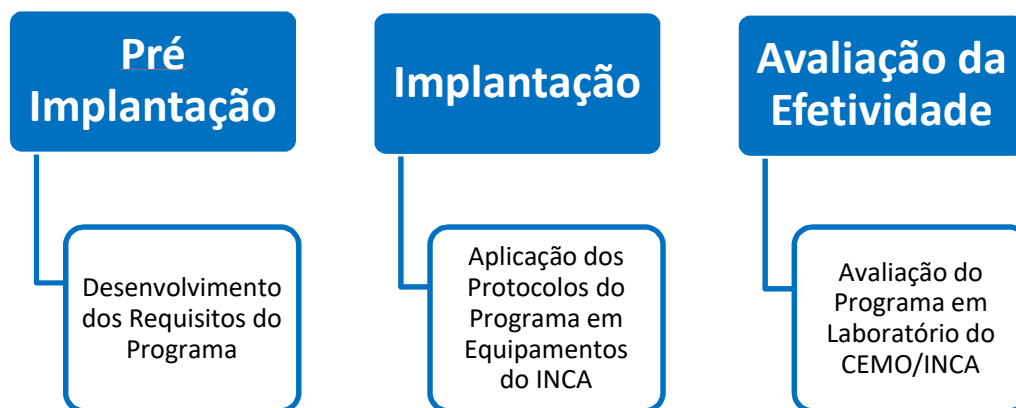 Pré
Implantação
Desenvolvimento
dos Requisitos do
Programa
Implantação
Aplicação dos
Protocolos do
Programa em
Equipamentos
do INCA
Avaliação da
Efetividade
Avaliação do
Programa em
Laboratório do
CEMO/INCA